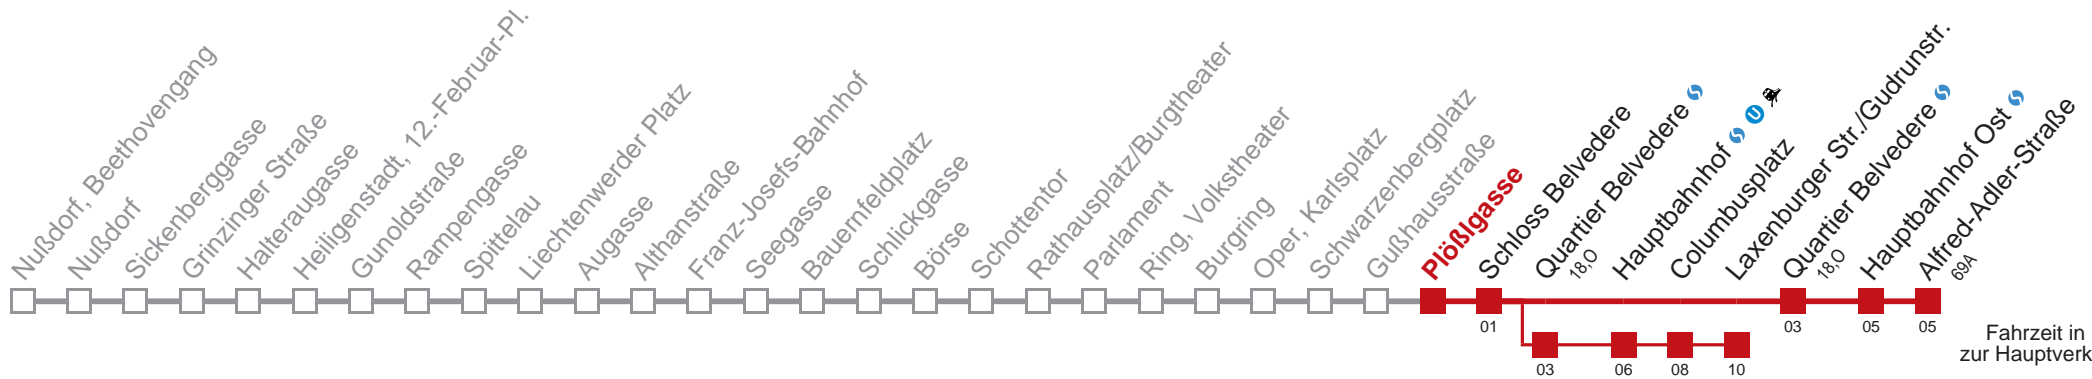 Nußdorf, Beethovengang
Nußdorf
Sickenberggasse
Grinzinger Straße
Halteraugasse
Heiligenstadt, 12.-Februar-Pl.
Gunoldstraße
Rampengasse
Spittelau
Liechtenwerder Platz
Augasse
Althanstraße
Franz-Josefs-Bahnhof
Seegasse
Bauernfeldplatz
Schlickgasse
Börse
Schottentor
Rathausplatz/Burgtheater
Parlament
Ring, Volkstheater
Burgring
Oper, Karlsplatz
Schwarzenbergplatz
Gußhausstraße
Plößlgasse
Schloss Belvedere
Quartier Belvedere S
18,O
Hauptbahnhof S U
Columbusplatz
Laxenburger Str./Gudrunstr.
Quartier Belvedere S
18,O
Hauptbahnhof Ost S
Alfred-Adler-Straße
69A
01
03
05
05
03
06
08
10
Fahrzeit in
zur Hauptverk